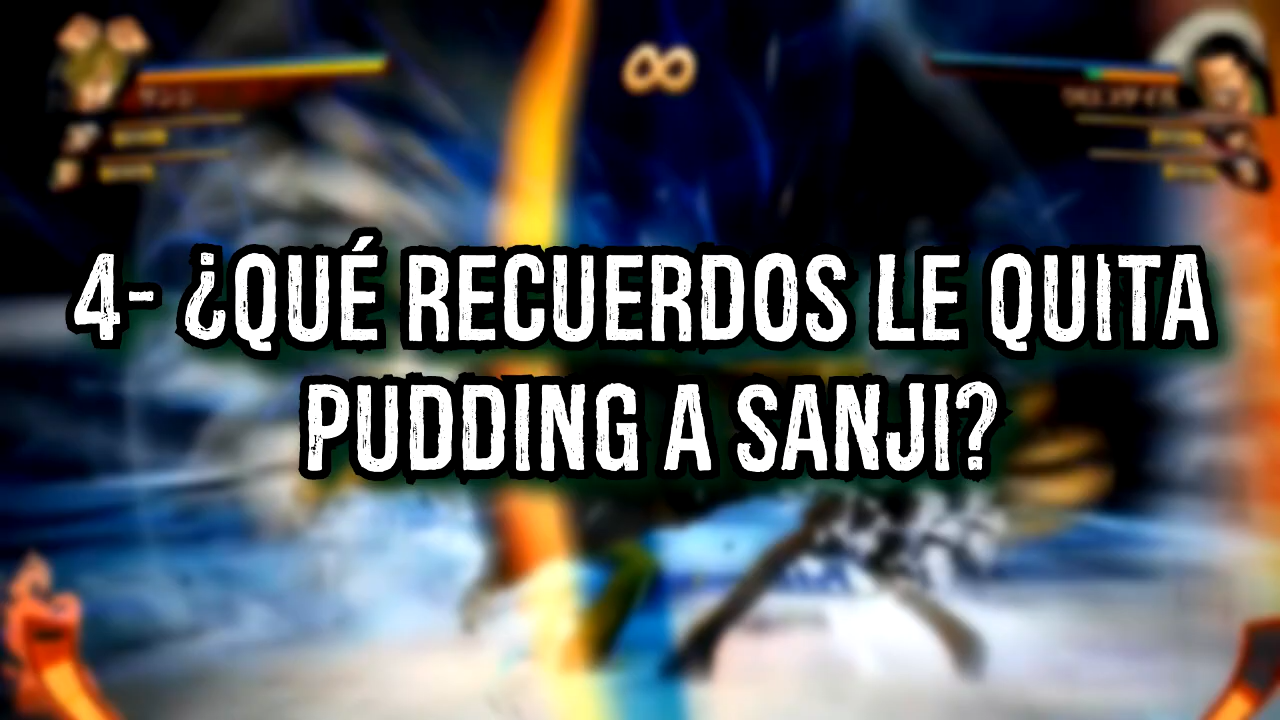 ∞
4- ¿QUÉ RECUERDOS LE QUITA
PUDDING A SANJI?